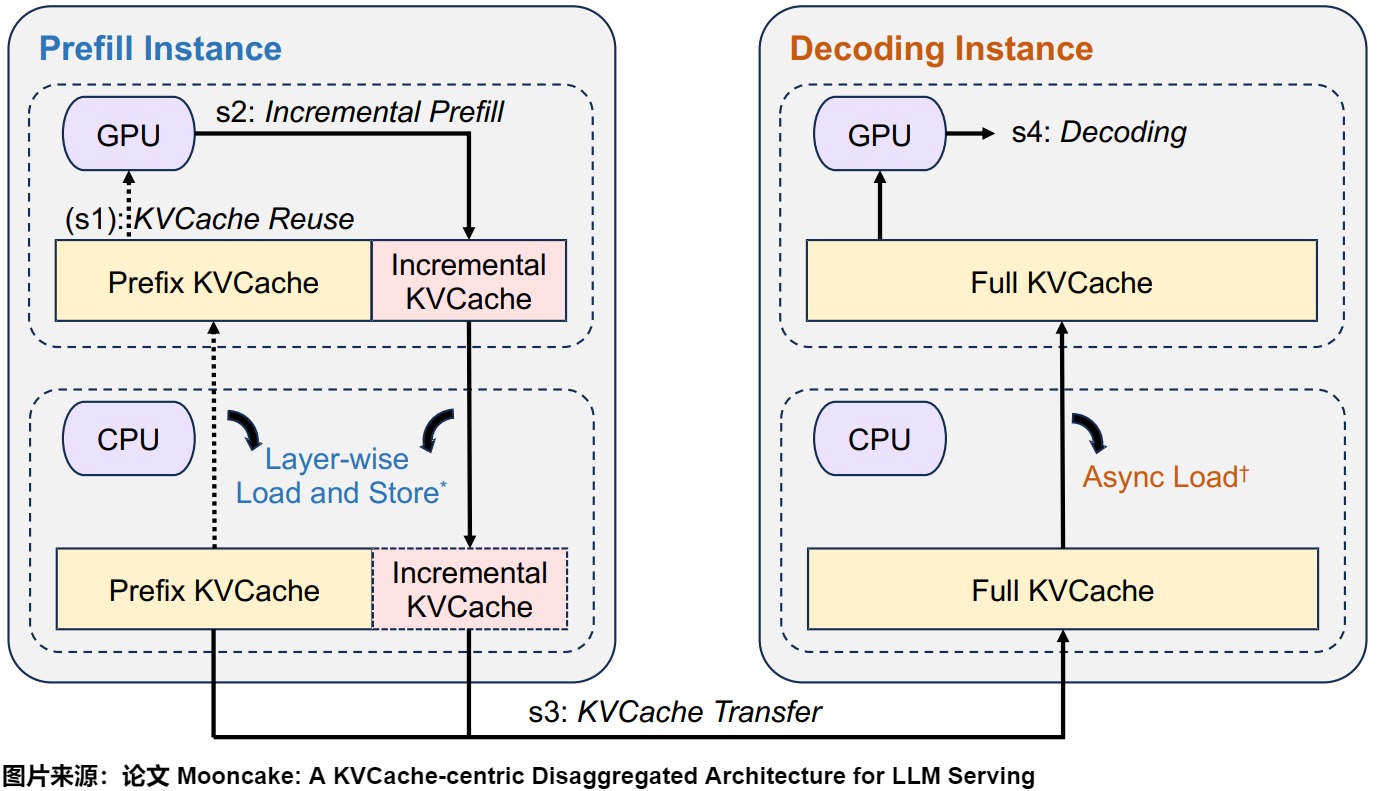 Prefill Instance
GPU
s2: Incremental Prefill
(s1): KVCache Reuse
Prefix KVCache
Incremental
KVCache
CPU
Layer-wise
Load and Store*
Prefix KVCache
Incremental
KVCache
Decoding Instance
GPU
s4: Decoding
Full KVCache
CPU
Async Load†
Full KVCache
s3: KVCache Transfer
图片来源：论文 Mooncake: A KVCache-centric Disaggregated Architecture for LLM Serving